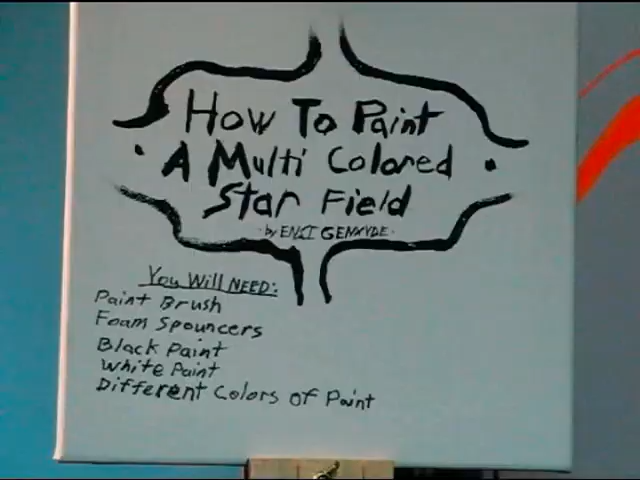 How To Paint
A Multi Colored
Star Field
You Will NEED:
Paint Brush
Foam Spouncers
Black Paint
White Paint
Different Colors of Paint